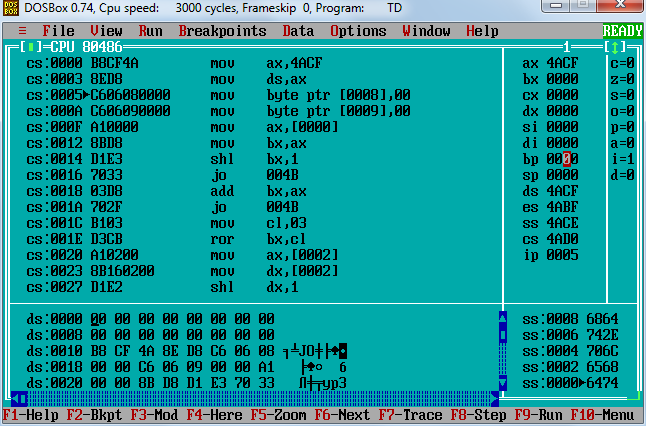 DOSBox 0.74, Cpu speed: 3000 cycles, Frameskip 0, Program: TD
≡ File View Run Breakpoints Data Options Window Help READY
[■]=CPU 80486 1 [↕]
cs:0000 B8CF4A mov ax,4ACF ax 4ACF c=0
cs:0003 8ED8 mov ds,ax bx 0000 z=0
cs:0005►C606080000 mov byte ptr [0008],00 cx 0000 s=0
cs:000A C606090000 mov byte ptr [0009],00 dx 0000 o=0
cs:000F A10000 mov ax,[0000] si 0000 p=0
cs:0012 8BD8 mov bx,ax di 0000 a=0
cs:0014 D1E3 shl bx,1 bp 0000 i=1
cs:0016 7033 jo 004B sp 0000 d=0
cs:0018 03D8 add bx,ax ds 4ACF
cs:001A 702F jo 004B es 4ABF
cs:001C B103 mov cl,03 ss 4ACE
cs:001E D3CB ror bx,cl cs 4AD0
cs:0020 A10200 mov ax,[0002] ip 0005
cs:0023 8B160200 mov dx,[0002]
cs:0027 D1E2 shl dx,1
ds:0000 00 00 00 00 00 00 00 00 ss:0008 6864
ds:0008 00 00 00 00 00 00 00 00 ss:0006 742E
ds:0010 B8 CF 4A 8E D8 C6 06 08 ╕╧JО╪╞♠◘ ss:0004 706C
ds:0018 00 00 C6 06 09 00 00 A1 ╞♠○ б ss:0002 6568
ds:0020 00 00 8B D8 D1 E3 70 33 Л╪╤уp3 ss:0000►6474
F1-Help F2-Bkpt F3-Mod F4-Here F5-Zoom F6-Next F7-Trace F8-Step F9-Run F10-Menu